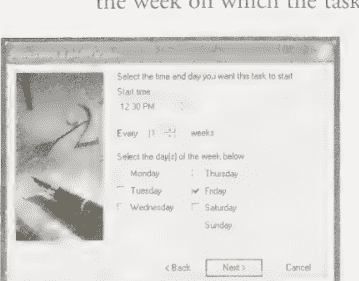 the week on which the task
Select the time and day you want this task to start
Start time
12:30 PM
Every 1 weeks
Select the day(s) of the week below
Monday Thursday
Tuesday Friday
Wednesday Saturday
Sunday
< Back Next > Cancel